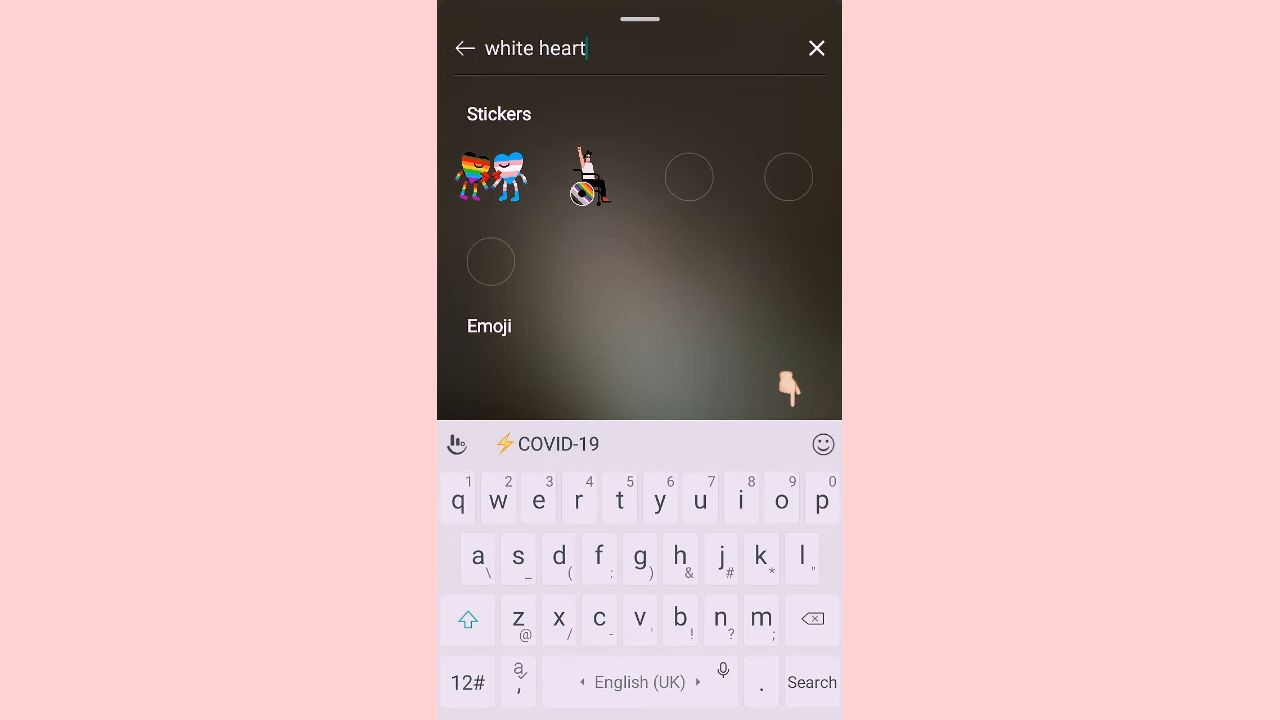 white heart
Stickers
Emoji
⚡COVID-19
1 2 3 4 5 6 7 8 9 0
q w e r t y u i o p
a s d f g h j k l
\ _ ( : ) & # * "
z x c v b n m
@ / - ' ! ? ;
12# a , English (UK) . Search